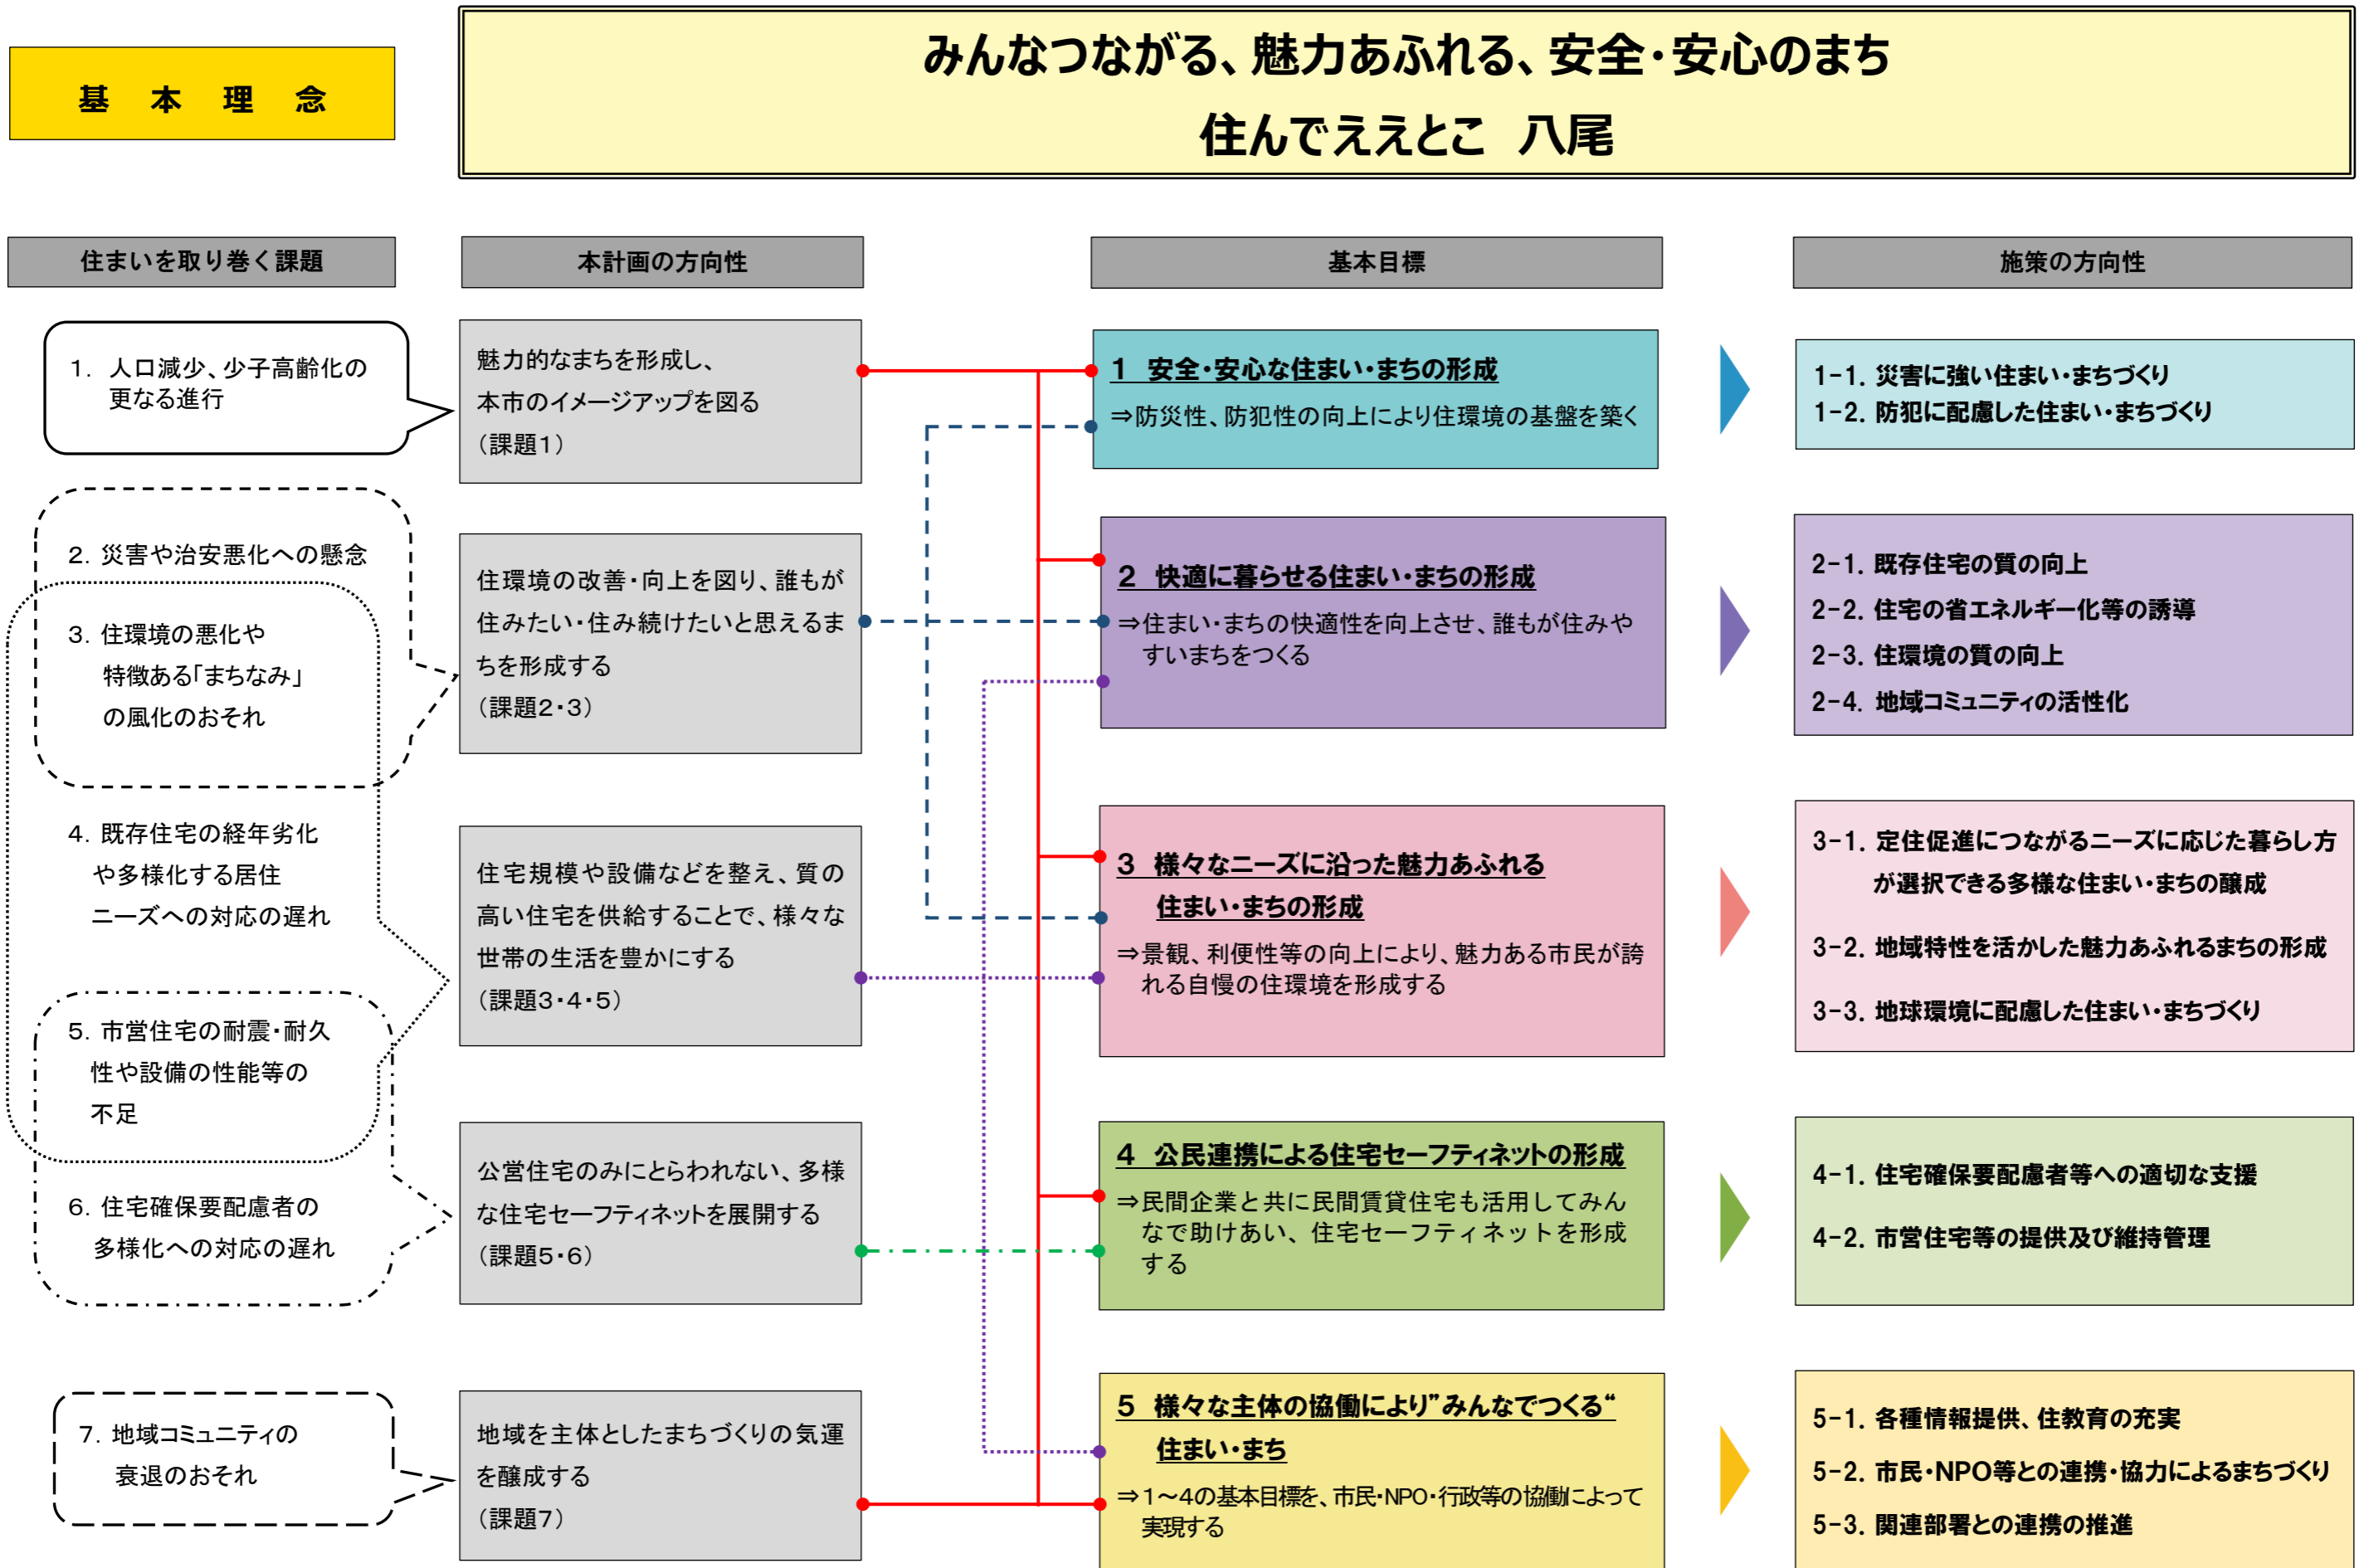 基 本 理 念
みんなつながる、魅力あふれる、安全・安心のまち
住んでええとこ 八尾
住まいを取り巻く課題
本計画の方向性
基本目標
施策の方向性
1. 人口減少、少子高齢化の
更なる進行
2. 災害や治安悪化への懸念
3. 住環境の悪化や
特徴ある「まちなみ」
の風化のおそれ
4. 既存住宅の経年劣化
や多様化する居住
ニーズへの対応の遅れ
5. 市営住宅の耐震・耐久
性や設備の性能等の
不足
6. 住宅確保要配慮者の
多様化への対応の遅れ
7. 地域コミュニティの
衰退のおそれ
魅力的なまちを形成し、
本市のイメージアップを図る
(課題1)
住環境の改善・向上を図り、誰もが
住みたい・住み続けたいと思えるま
ちを形成する
(課題2・3)
住宅規模や設備などを整え、質の
高い住宅を供給することで、様々な
世帯の生活を豊かにする
(課題3・4・5)
公営住宅のみにとらわれない、多様
な住宅セーフティネットを展開する
(課題5・6)
地域を主体としたまちづくりの気運
を醸成する
(課題7)
1 安全・安心な住まい・まちの形成
⇒防災性、防犯性の向上により住環境の基盤を築く
2 快適に暮らせる住まい・まちの形成
⇒住まい・まちの快適性を向上させ、誰もが住みや
すいまちをつくる
3 様々なニーズに沿った魅力あふれる
住まい・まちの形成
⇒景観、利便性等の向上により、魅力ある市民が誇
れる自慢の住環境を形成する
4 公民連携による住宅セーフティネットの形成
⇒民間企業と共に民間賃貸住宅も活用してみん
なで助けあい、住宅セーフティネットを形成
する
5 様々な主体の協働により”みんなでつくる“
住まい・まち
⇒1〜4の基本目標を、市民・NPO・行政等の協働によって
実現する
1-1. 災害に強い住まい・まちづくり
1-2. 防犯に配慮した住まい・まちづくり
2-1. 既存住宅の質の向上
2-2. 住宅の省エネルギー化等の誘導
2-3. 住環境の質の向上
2-4. 地域コミュニティの活性化
3-1. 定住促進につながるニーズに応じた暮らし方
が選択できる多様な住まい・まちの醸成
3-2. 地域特性を活かした魅力あふれるまちの形成
3-3. 地球環境に配慮した住まい・まちづくり
4-1. 住宅確保要配慮者等への適切な支援
4-2. 市営住宅等の提供及び維持管理
5-1. 各種情報提供、住教育の充実
5-2. 市民・NPO等との連携・協力によるまちづくり
5-3. 関連部署との連携の推進